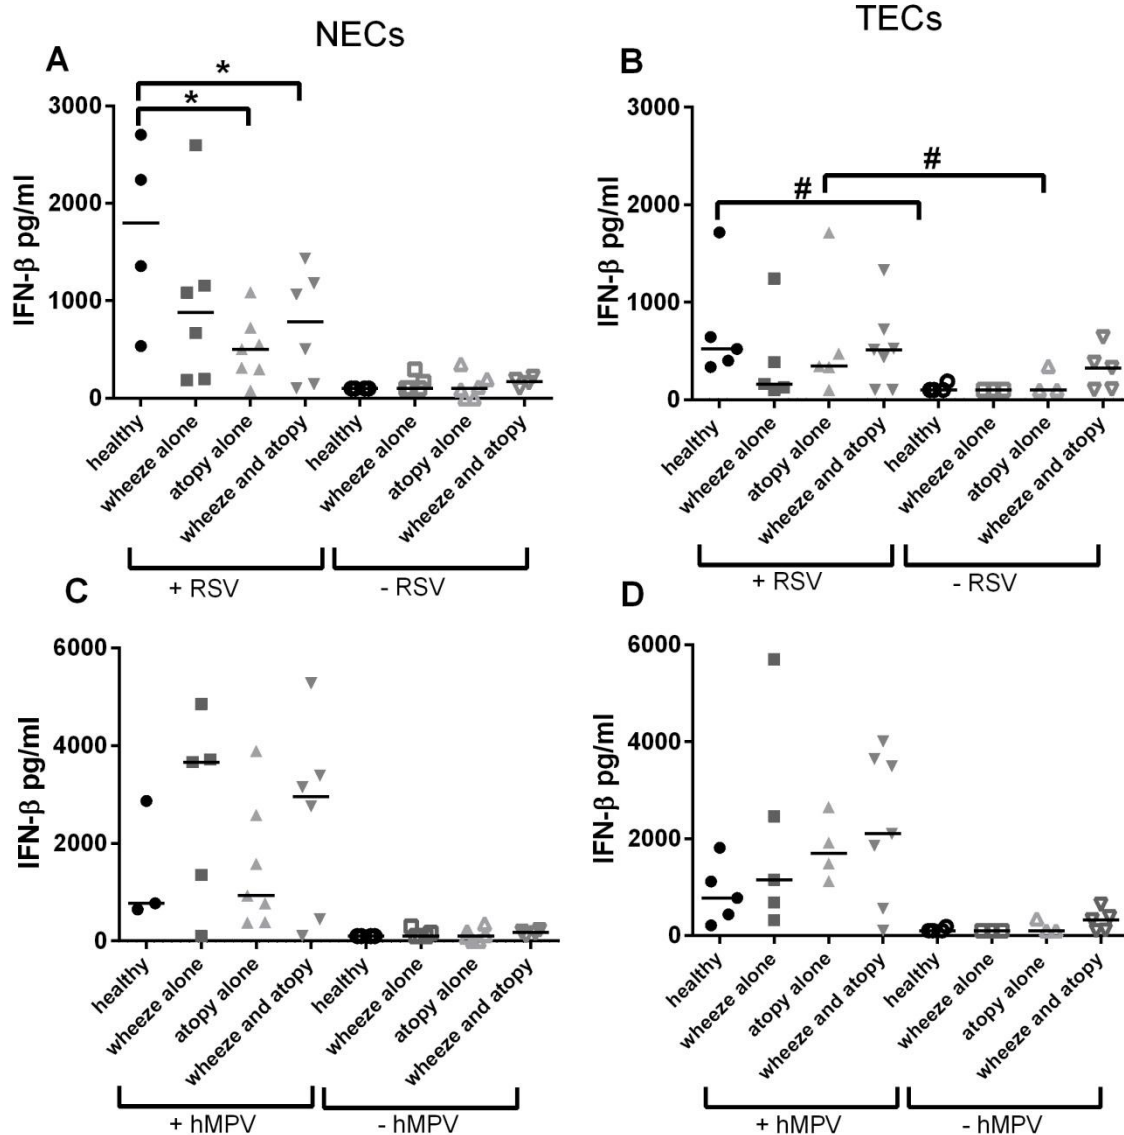 NECs
TECs
A
* 
*
3000
2000
1000
0
IFN-β pg/ml
healthy
wheeze alone
atopy alone
wheeze and atopy
healthy
wheeze alone
atopy alone
wheeze and atopy
+ RSV
- RSV
B
#
#
3000
2000
1000
0
IFN-β pg/ml
healthy
wheeze alone
atopy alone
wheeze and atopy
healthy
wheeze alone
atopy alone
wheeze and atopy
+ RSV
- RSV
C
6000
4000
2000
0
IFN-β pg/ml
healthy
wheeze alone
atopy alone
wheeze and atopy
healthy
wheeze alone
atopy alone
wheeze and atopy
+ hMPV
- hMPV
D
6000
4000
2000
0
IFN-β pg/ml
healthy
wheeze alone
atopy alone
wheeze and atopy
healthy
wheeze alone
atopy alone
wheeze and atopy
+ hMPV
- hMPV